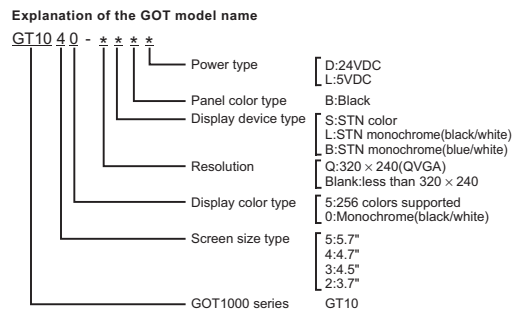 Explanation of the GOT model name
GT10 4 0 - * * * *
Power type
D:24VDC
L:5VDC
Panel color type
B:Black
Display device type
S:STN color
L:STN monochrome(black/white)
B:STN monochrome(blue/white)
Resolution
Q:320 × 240(QVGA)
Blank:less than 320 × 240
Display color type
5:256 colors supported
0:Monochrome(black/white)
Screen size type
5:5.7"
4:4.7"
3:4.5"
2:3.7"
GOT1000 series
GT10